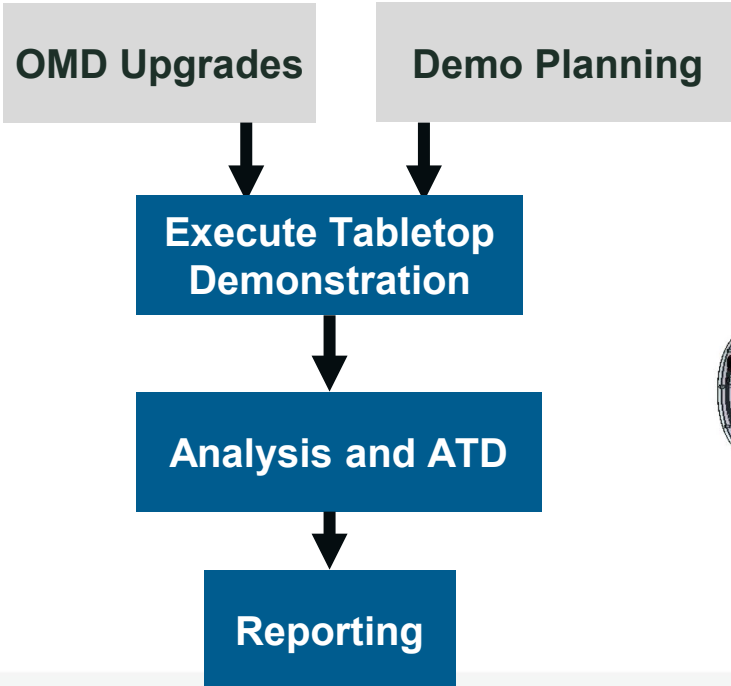 OMD Upgrades
Demo Planning
Execute Tabletop
Demonstration
Analysis and ATD
Reporting